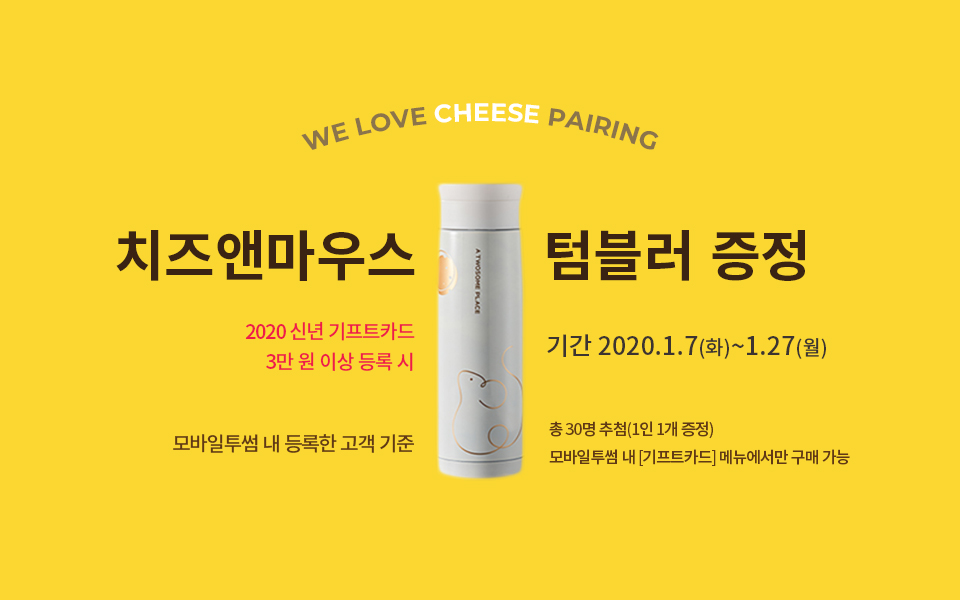 WE LOVE CHEESE PAIRING
치즈앤마우스
텀블러 증정
2020 신년 기프트카드
3만 원 이상 등록 시
모바일투썸 내 등록한 고객 기준
A TWOSOME PLACE
기간 2020.1.7(화)~1.27(월)
총 30명 추첨(1인 1개 증정)
모바일투썸 내 [기프트카드] 메뉴에서만 구매 가능